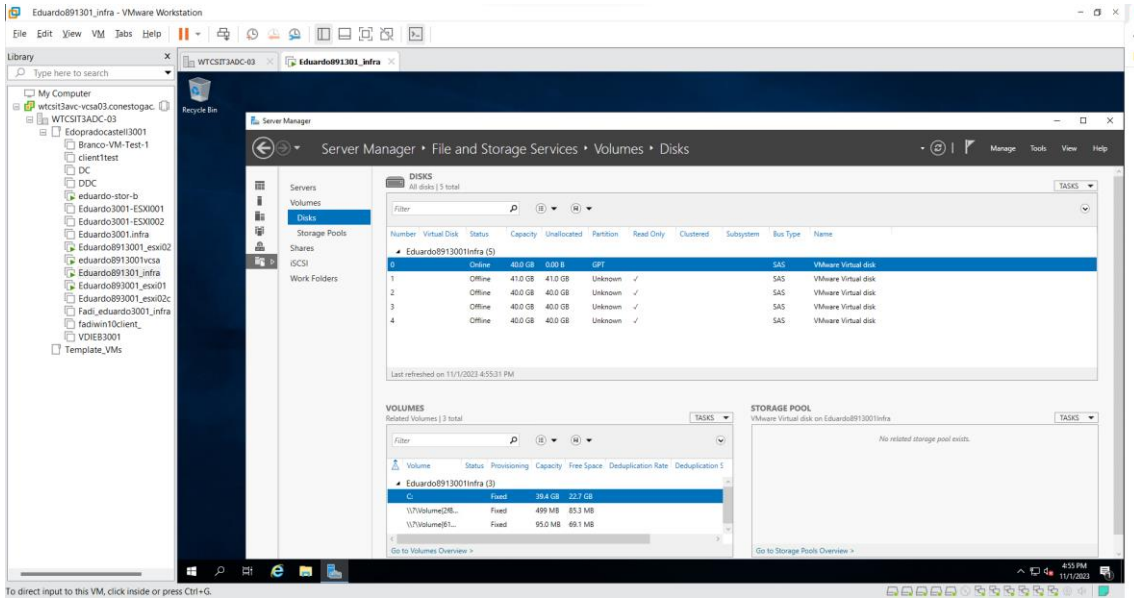 Eduardo891301_infra - VMware Workstation
File Edit View VM Tabs Help
Library
Type here to search
WTCSIT3ADC-03
Eduardo891301_infra
My Computer
wtcsit3avc-vcsa03.conestogac.
WTCSIT3ADC-03
Edopradocastell3001
Branco-VM-Test-1
client1test
DC
DDC
eduardo-stor-b
Eduardo3001-ESXI001
Eduardo3001-ESXI002
Eduardo3001.infra
Eduardo8913001_esxi02
eduardo8913001vcsa
Eduardo891301_infra
Eduardo893001_esxi01
Eduardo893001_esxi02c
Fadi_eduardo3001_infra
fadiwin10client_
VDIEB3001
Template_VMs
Recycle Bin
Server Manager
Server Manager • File and Storage Services • Volumes • Disks
Manage Tools View Help
Servers
Volumes
Disks
Storage Pools
Shares
iSCSI
Work Folders
DISKS
All disks | 5 total
TASKS
Filter
Number Virtual Disk Status Capacity Unallocated Partition Read Only Clustered Subsystem Bus Type Name
Eduardo8913001Infra (5)
0 Online 40.0 GB 0.00 B GPT SAS VMware Virtual disk
1 Offline 41.0 GB 41.0 GB Unknown ✓ SAS VMware Virtual disk
2 Offline 40.0 GB 40.0 GB Unknown ✓ SAS VMware Virtual disk
3 Offline 40.0 GB 40.0 GB Unknown ✓ SAS VMware Virtual disk
4 Offline 40.0 GB 40.0 GB Unknown ✓ SAS VMware Virtual disk
Last refreshed on 11/1/2023 4:55:31 PM
VOLUMES
Related Volumes | 3 total
TASKS
Filter
Volume Status Provisioning Capacity Free Space Deduplication Rate Deduplication S
Eduardo8913001Infra (3)
C: Fixed 39.4 GB 22.7 GB
\\?\Volume{2f8... Fixed 499 MB 85.3 MB
\\?\Volume{61... Fixed 95.0 MB 69.1 MB
Go to Volumes Overview >
STORAGE POOL
VMware Virtual disk on Eduardo8913001Infra
TASKS
No related storage pool exists.
Go to Storage Pools Overview >
4:55 PM
11/1/2023
To direct input to this VM, click inside or press Ctrl+G.